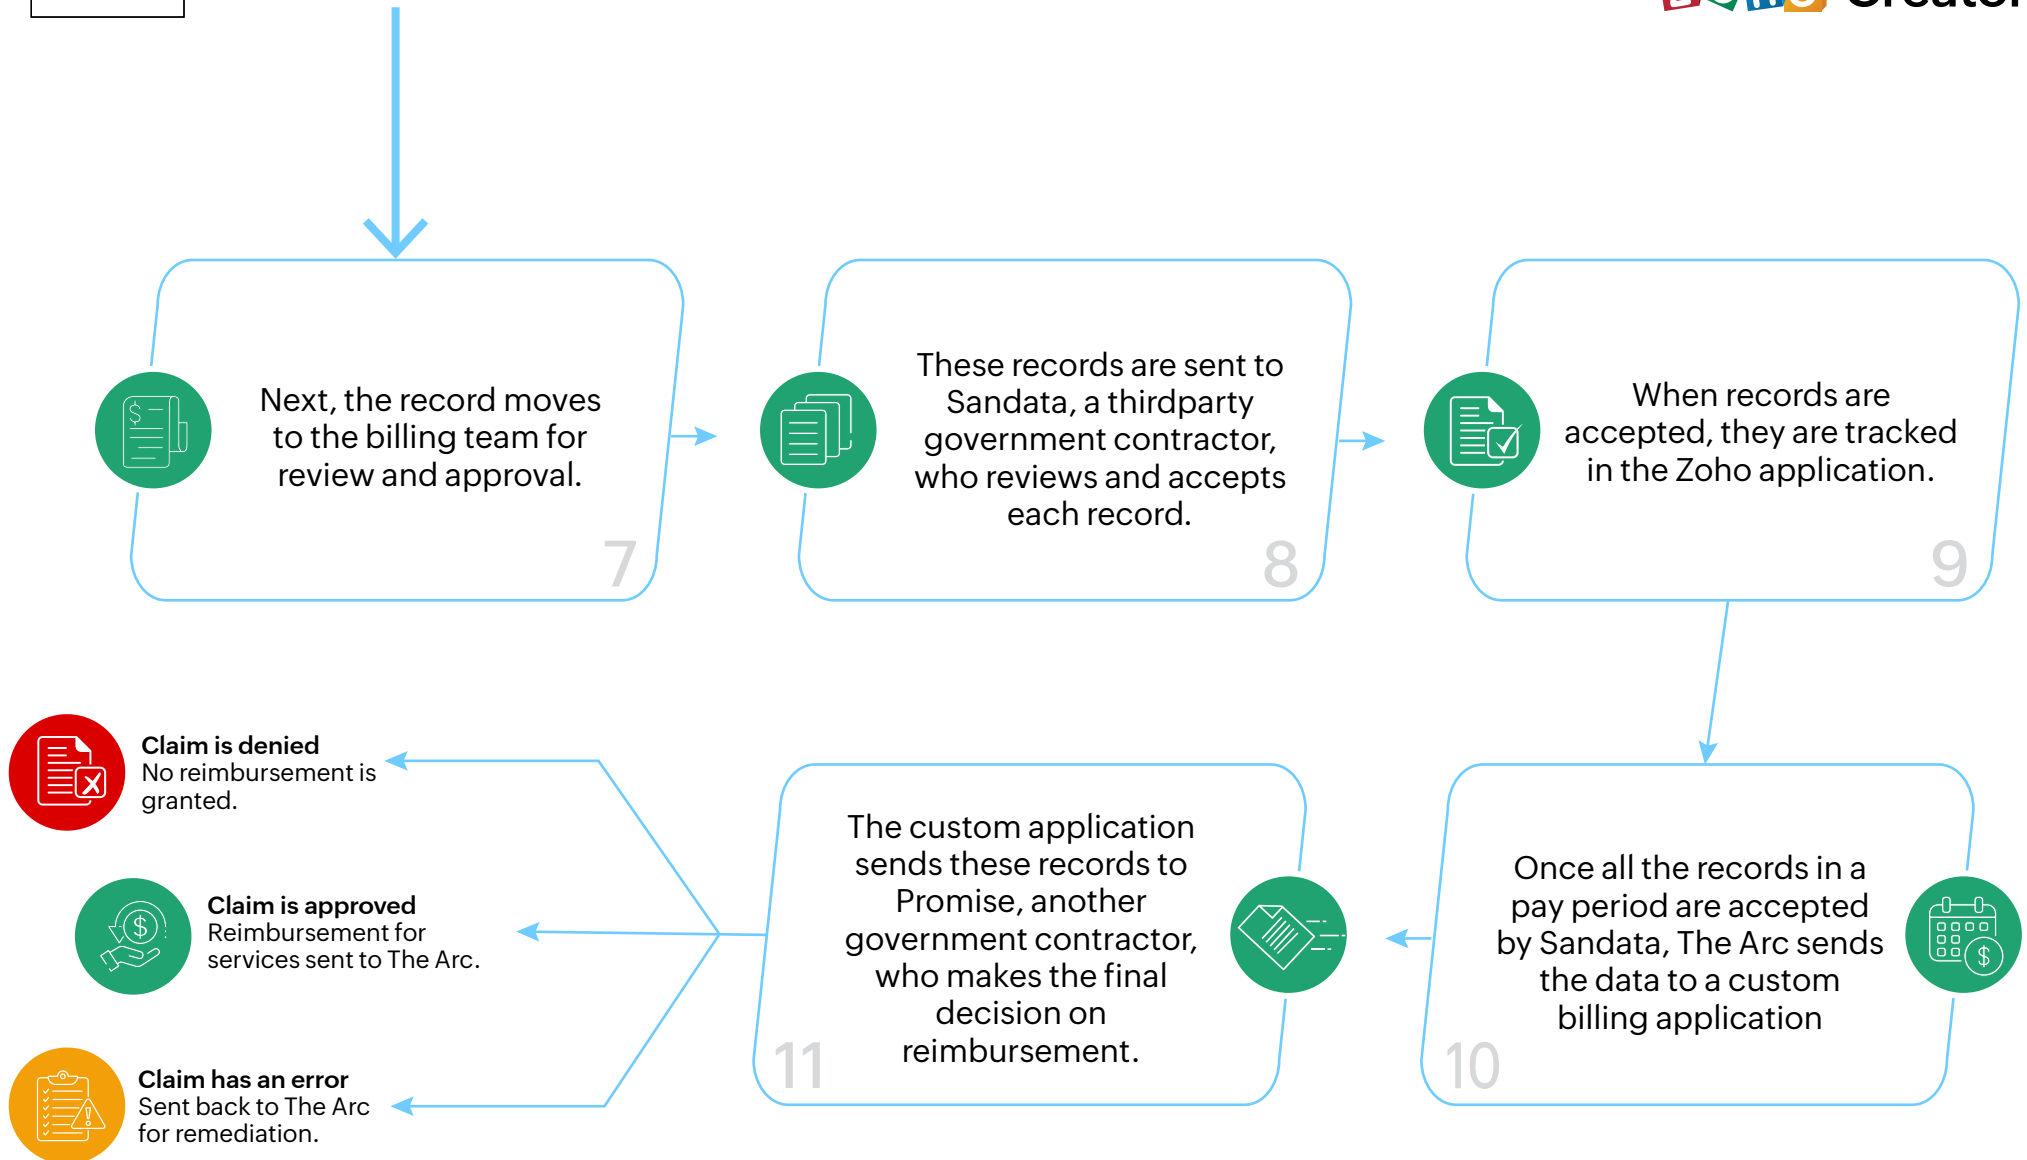 Creator
Next, the record moves
to the billing team for
review and approval.
7
These records are sent to
Sandata, a thirdparty
government contractor,
who reviews and accepts
each record.
8
When records are
accepted, they are tracked
in the Zoho application.
9
Once all the records in a
pay period are accepted
by Sandata, The Arc sends
the data to a custom
billing application
10
The custom application
sends these records to
Promise, another
government contractor,
who makes the final
decision on
reimbursement.
11
Claim is denied
No reimbursement is
granted.
Claim is approved
Reimbursement for
services sent to The Arc.
Claim has an error
Sent back to The Arc
for remediation.